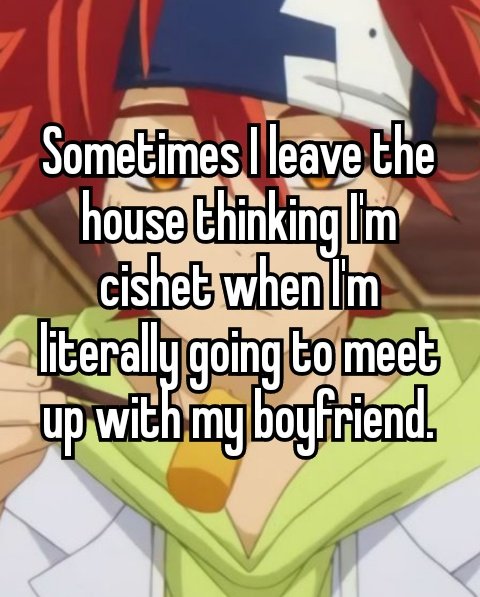 Sometimes I leave the
house thinking I'm
cishet when I'm
literally going to meet
up with my boyfriend.